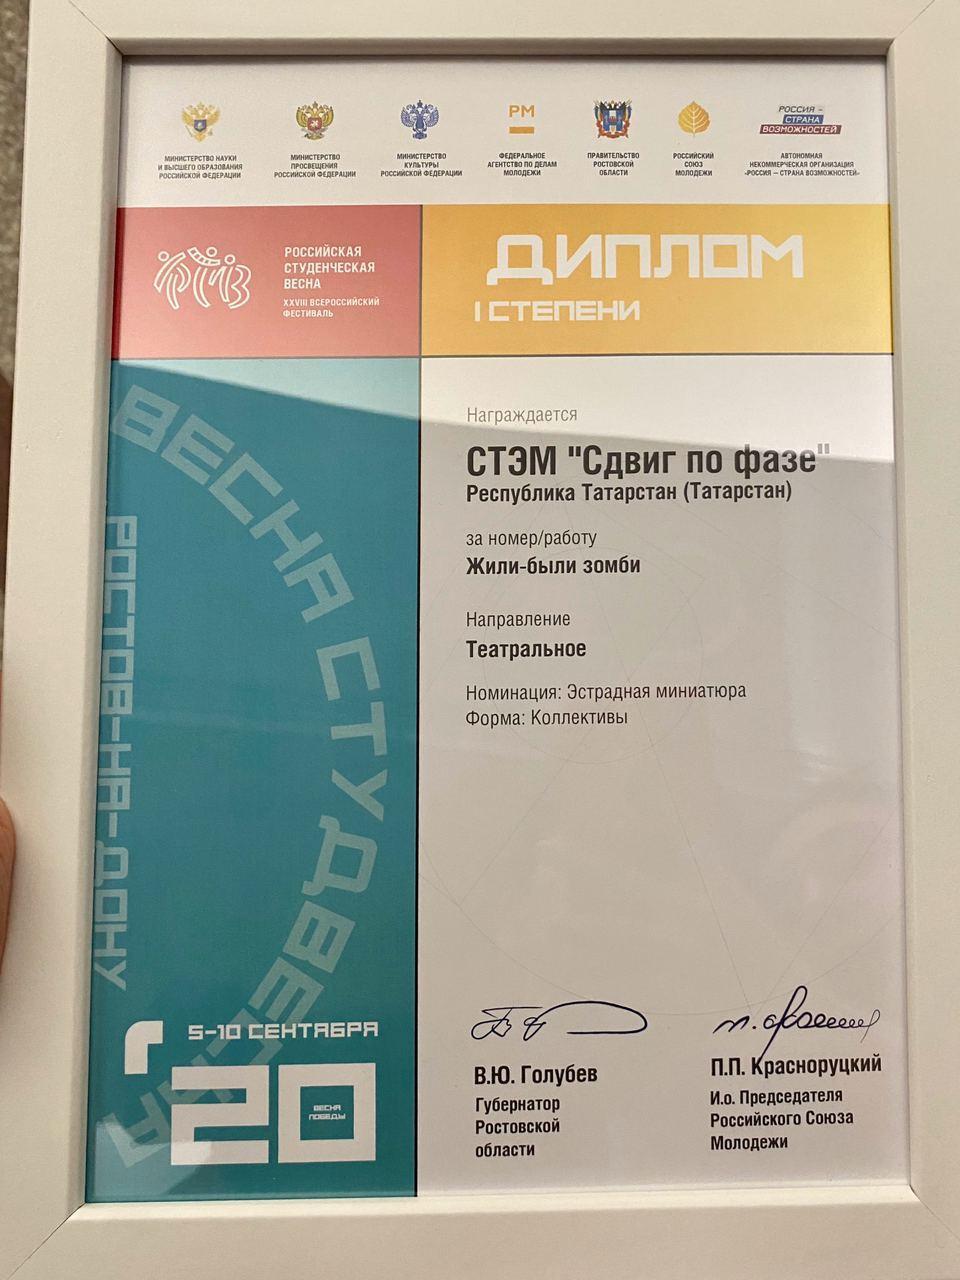 МИНИСТЕРСТВО НАУКИ
И ВЫСШЕГО ОБРАЗОВАНИЯ
РОССИЙСКОЙ ФЕДЕРАЦИИ
МИНИСТЕРСТВО
ПРОСВЕЩЕНИЯ
РОССИЙСКОЙ ФЕДЕРАЦИИ
МИНИСТЕРСТВО
КУЛЬТУРЫ
РОССИЙСКОЙ ФЕДЕРАЦИИ
РМ
ФЕДЕРАЛЬНОЕ
АГЕНТСТВО ПО ДЕЛАМ
МОЛОДЕЖИ
ПРАВИТЕЛЬСТВО
РОСТОВСКОЙ
ОБЛАСТИ
РОССИЙСКИЙ
СОЮЗ
МОЛОДЕЖИ
РОССИЯ –
СТРАНА
ВОЗМОЖНОСТЕЙ
АВТОНОМНАЯ
НЕКОММЕРЧЕСКАЯ ОРГАНИЗАЦИЯ
«РОССИЯ — СТРАНА ВОЗМОЖНОСТЕЙ»
РОССИЙСКАЯ
СТУДЕНЧЕСКАЯ
ВЕСНА
XXVIII ВСЕРОССИЙСКИЙ
ФЕСТИВАЛЬ
ДИПЛОМ
I СТЕПЕНИ
Награждается
СТЭМ "Сдвиг по фазе"
Республика Татарстан (Татарстан)
за номер/работу
Жили-были зомби
Направление
Театральное
Номинация: Эстрадная миниатюра
Форма: Коллективы
ВЕСНА СТУДВЕСНА
РОСТОВ-НА-ДОНУ
5-10 СЕНТЯБРЯ
'20
ВЕСНА
ПОБЕДЫ
В.Ю. Голубев
Губернатор
Ростовской
области
П.П. Красноруцкий
И.о. Председателя
Российского Союза
Молодежи